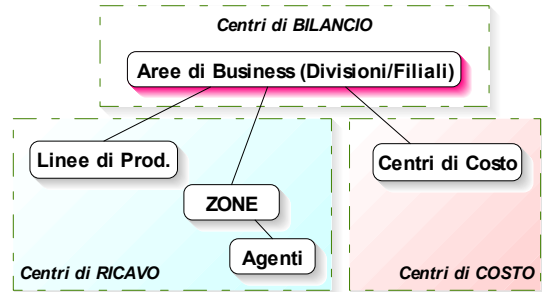 Centri di BILANCIO
Aree di Business (Divisioni/Filiali)
Linee di Prod.
Centri di Costo
ZONE
Agenti
Centri di RICAVO
Centri di COSTO